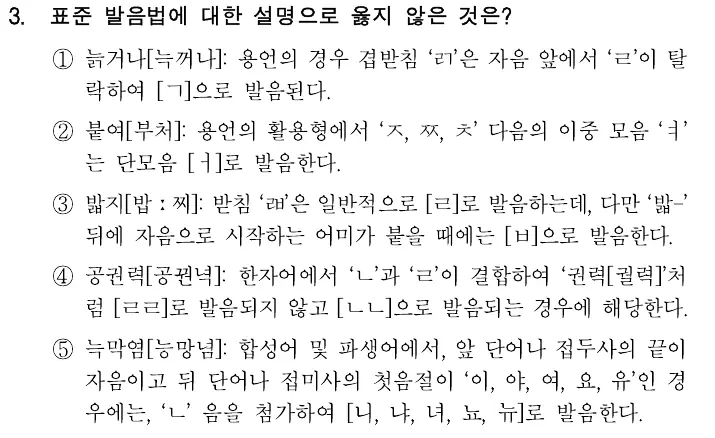 3. 표준 발음법에 대한 설명으로 옳지 않은 것은?
① 늙거나[늑꺼나]: 용언의 경우 겹받침 ‘ㄺ’은 자음 앞에서 ‘ㄹ’이 탈
락하여 [ㄱ]으로 발음된다.
② 붙여[부처]: 용언의 활용형에서 ‘ㅈ, ㅉ, ㅊ’ 다음의 이중 모음 ‘ㅕ’
는 단모음 [ㅓ]로 발음한다.
③ 밟지[밥ː찌]: 받침 ‘ㄼ’은 일반적으로 [ㄹ]로 발음하는데, 다만 ‘밟–’
뒤에 자음으로 시작하는 어미가 붙을 때에는 [ㅂ]으로 발음한다.
④ 공권력[공꿘녁]: 한자어에서 ‘ㄴ’과 ‘ㄹ’이 결합하여 ‘권력[궐력]’처
럼 [ㄹㄹ]로 발음되지 않고 [ㄴㄴ]으로 발음되는 경우에 해당한다.
⑤ 늑막염[능망념]: 합성어 및 파생어에서, 앞 단어나 접두사의 끝이
자음이고 뒤 단어나 접미사의 첫음절이 ‘이, 야, 여, 요, 유’인 경
우에는, ‘ㄴ’ 음을 첨가하여 [니, 냐, 녀, 뇨, 뉴]로 발음한다.